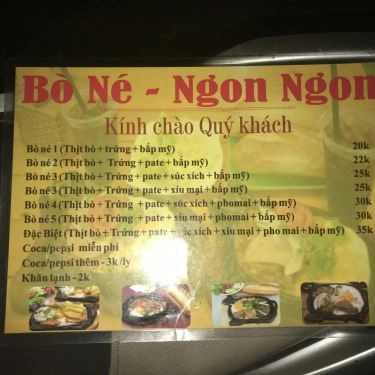 Bò Né - Ngon Ngon
Kính chào Quý khách
Bò né 1 (Thịt bò + trứng + bắp mỹ) 20k
Bò né 2 (Thịt bò + Trứng + pate + bắp mỹ) 22k
Bò né 3 (Thịt bò + Trứng + pate + súc xích + bắp mỹ) 25k
Bò né 3 (Thịt bò + Trứng + pate + xíu mại + bắp mỹ) 25k
Bò né 4 (Thịt bò + Trứng + pate + súc xích + phomai + bắp mỹ) 30k
Bò né 5 (Thịt bò + Trứng + pate + xíu mại + phomai + bắp mỹ) 30k
Đặc Biệt (Thịt bò + Trứng + pate + súc xích + xíu mại + pho mai + bắp mỹ) 35k
Coca/pepsi miễn phí
Coca/pepsi thêm - 3k /ly
Khăn lạnh - 2k